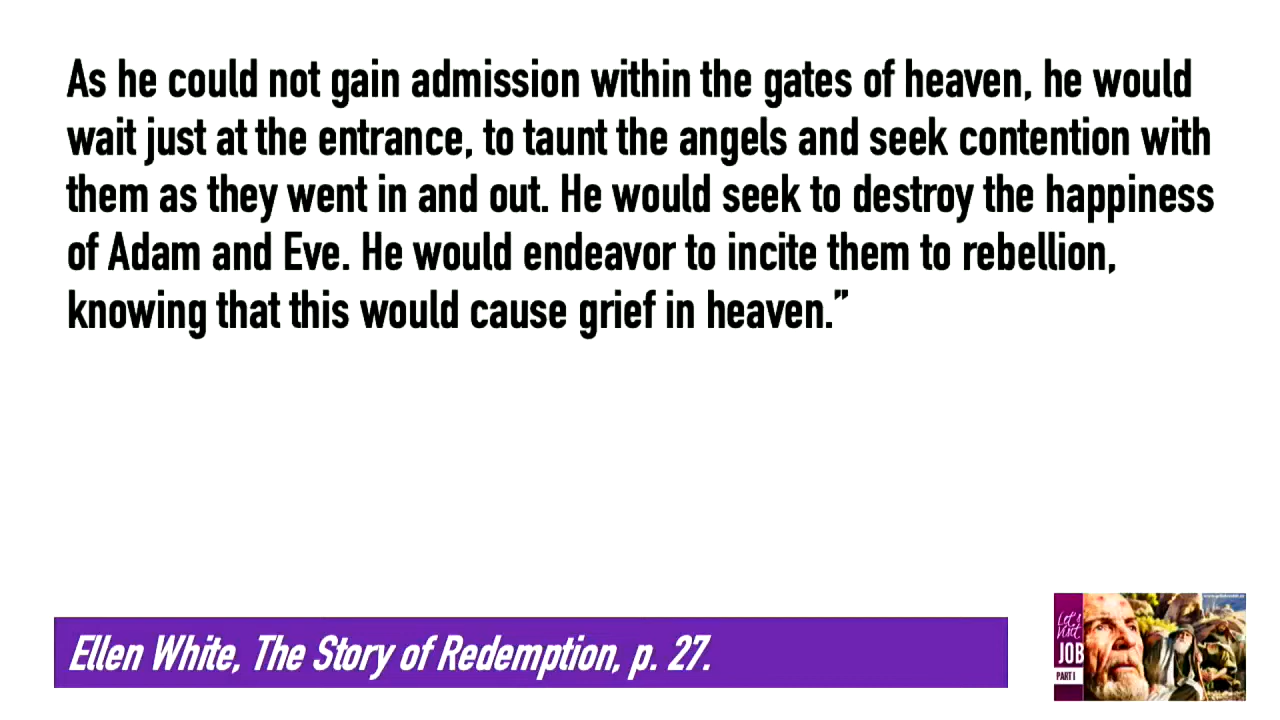 As he could not gain admission within the gates of heaven, he would
wait just at the entrance, to taunt the angels and seek contention with
them as they went in and out. He would seek to destroy the happiness
of Adam and Eve. He would endeavor to incite them to rebellion,
knowing that this would cause grief in heaven.”
Ellen White, The Story of Redemption, p. 27.
Let's
Visit
JOB
PART I